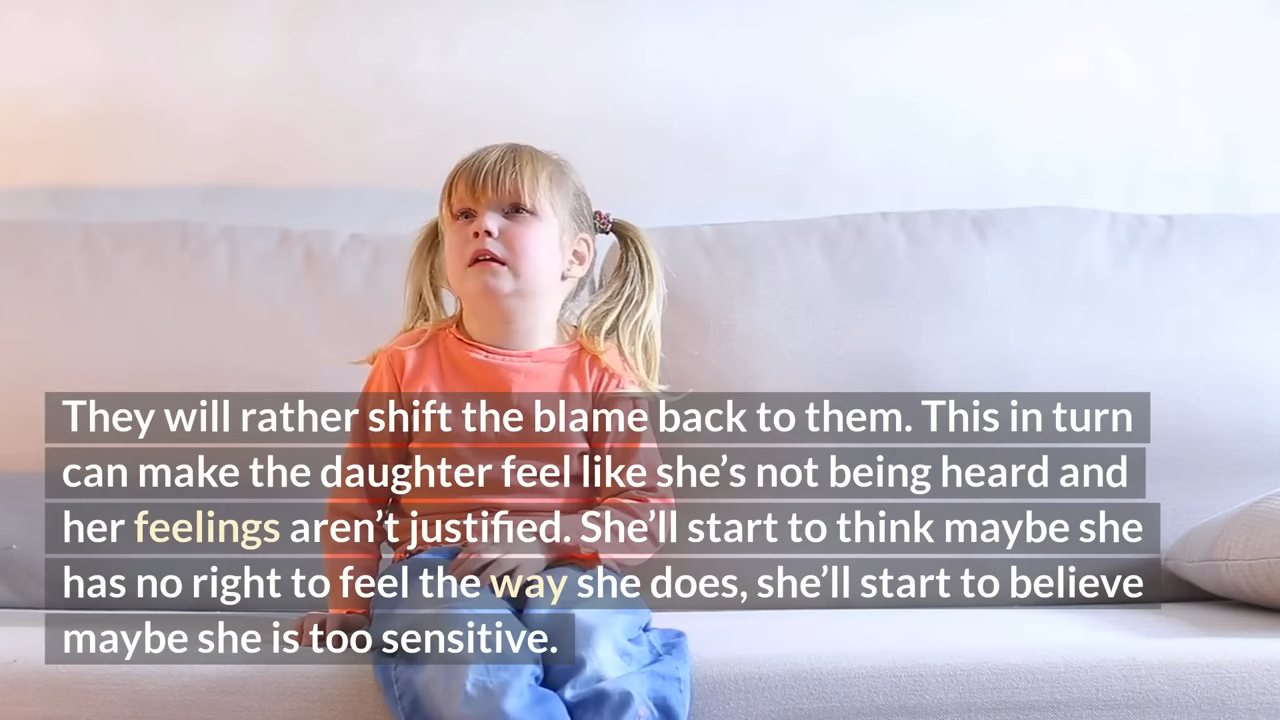 They will rather shift the blame back to them. This in turn
can make the daughter feel like she’s not being heard and
her feelings aren’t justified. She’ll start to think maybe she
has no right to feel the way she does, she’ll start to believe
maybe she is too sensitive.